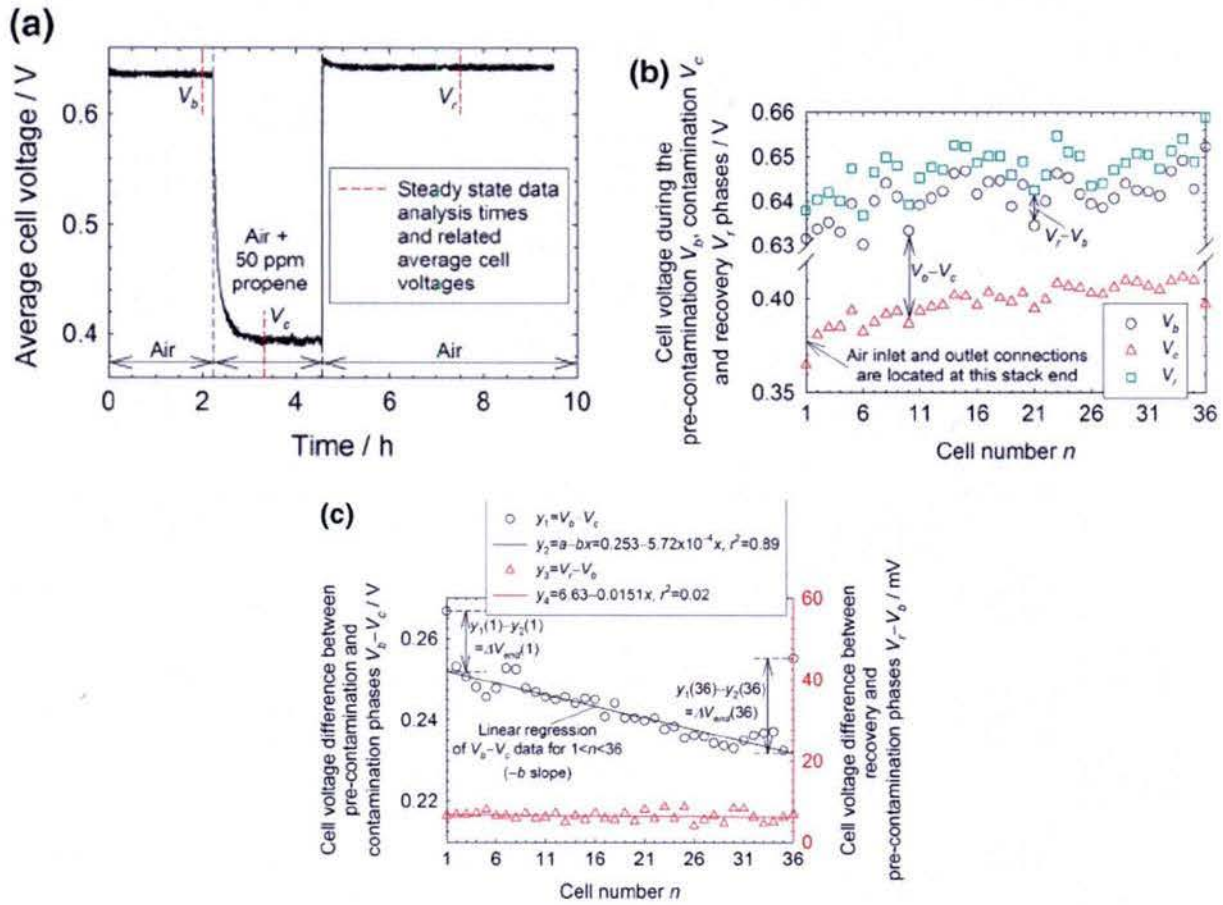 (a)
Average cell voltage / V
0.6
0.5
0.4
V_b
V_r
V_c
Steady state data
analysis times
and related
average cell
voltages
Air +
50 ppm
propene
Air
Air
0
2
4
6
8
10
Time / h
(b)
Cell voltage during the
pre-contamination V_b, contamination V_c
and recovery V_r phases / V
0.66
0.65
0.64
0.63
0.40
0.35
V_r−V_b
V_b−V_c
Air inlet and outlet connections
are located at this stack end
V_b
V_c
V_r
1
6
11
16
21
26
31
36
Cell number n
(c)
y_1=V_b−V_c
y_2=a−bx=0.253−5.72x10^-4x, r^2=0.89
y_3=V_r−V_b
y_4=6.63−0.0151x, r^2=0.02
Cell voltage difference between
pre-contamination and
contamination phases V_b−V_c / V
0.26
0.24
0.22
y_1(1)−y_2(1)
=ΔV_end(1)
y_1(36)−y_2(36)
=ΔV_end(36)
Linear regression
of V_b−V_c data for 1<n<36
(−b slope)
60
40
20
0
Cell voltage difference between
recovery and
pre-contamination phases V_r−V_b / mV
1
6
11
16
21
26
31
36
Cell number n